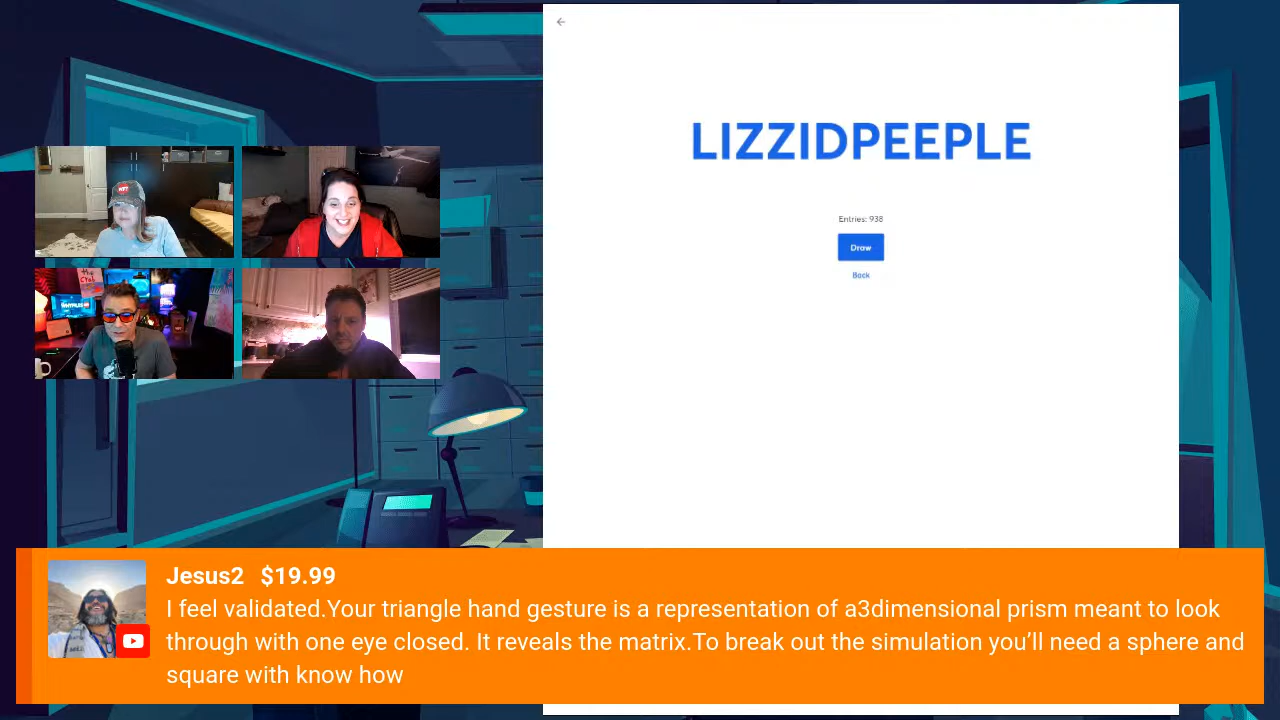 LIZZIDPEEPLE
Entries: 938
Draw
Back
Jesus2 $19.99
I feel validated.Your triangle hand gesture is a representation of a3dimensional prism meant to look
through with one eye closed. It reveals the matrix.To break out the simulation you’ll need a sphere and
square with know how